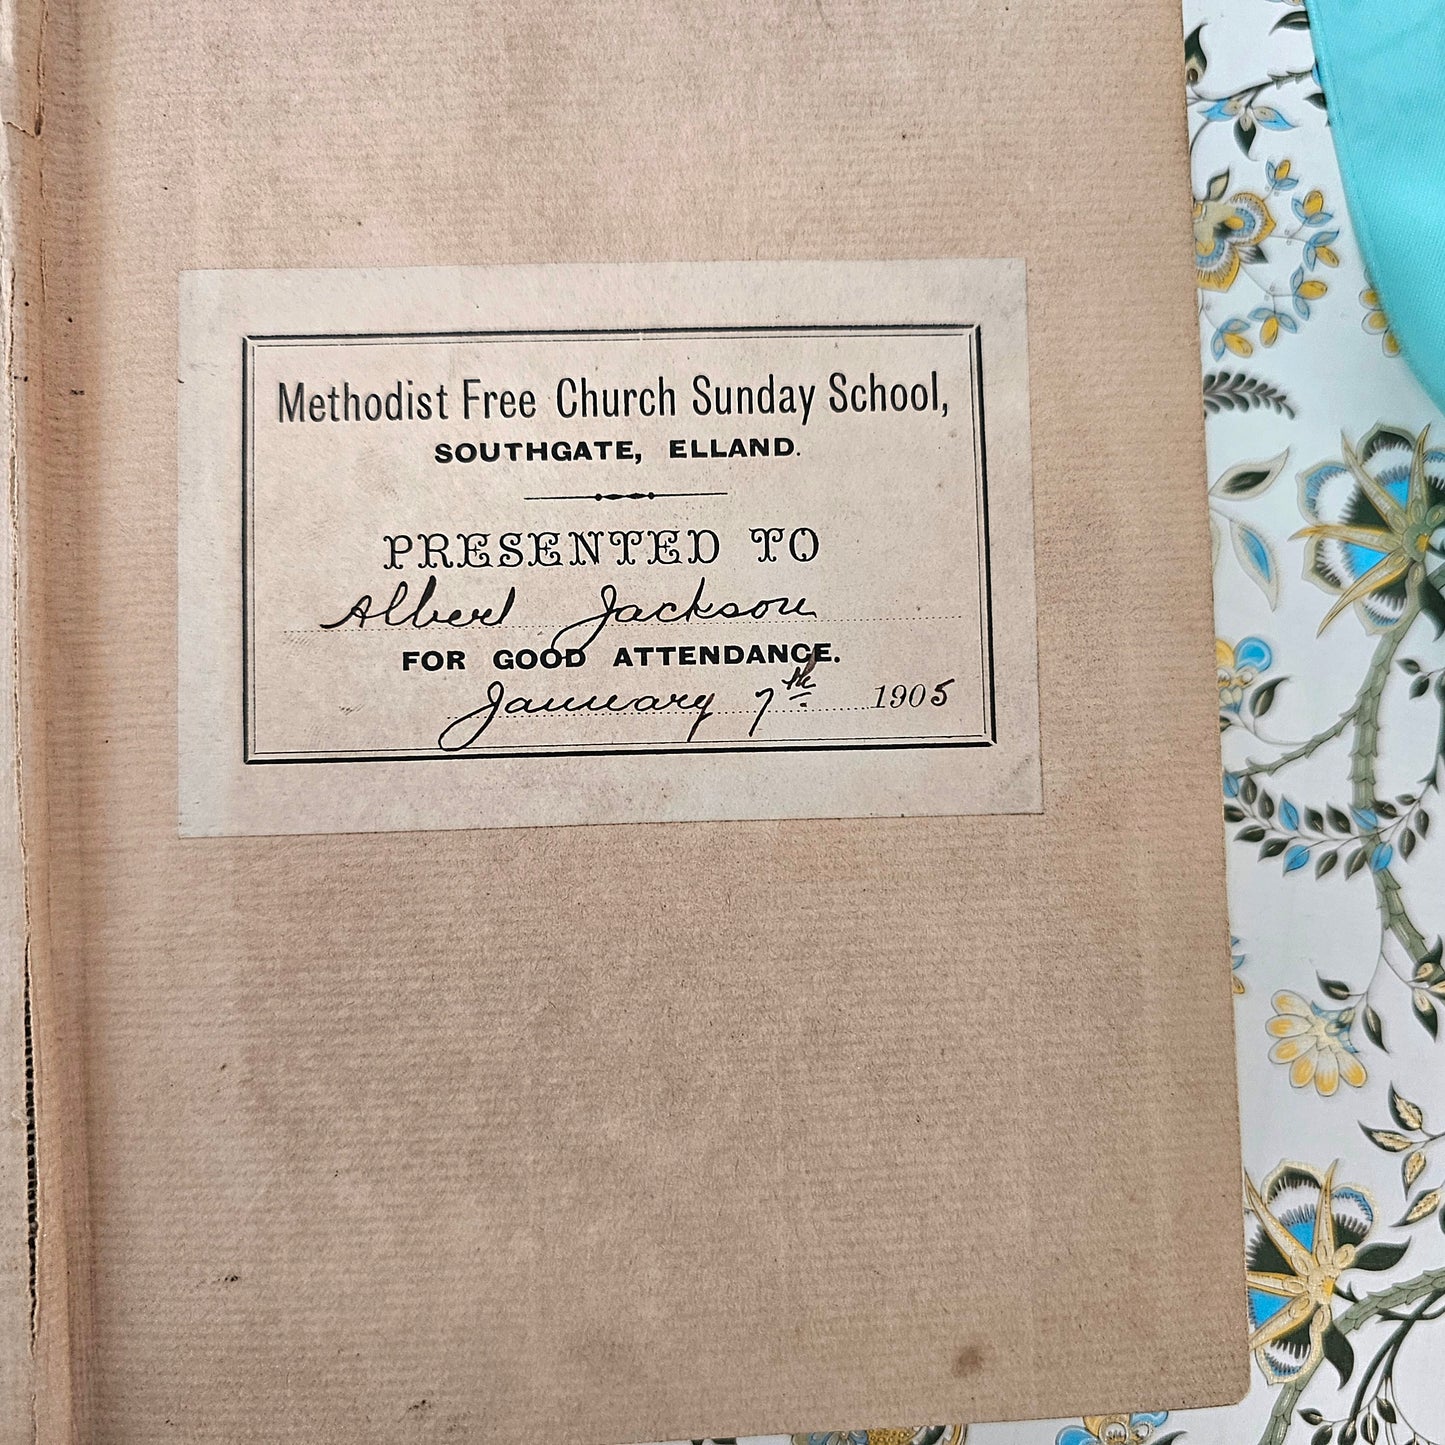 Methodist Free Church Sunday School,
SOUTHGATE, ELLAND.
PRESENTED TO
Albert Jackson
FOR GOOD ATTENDANCE.
January 7th 1905